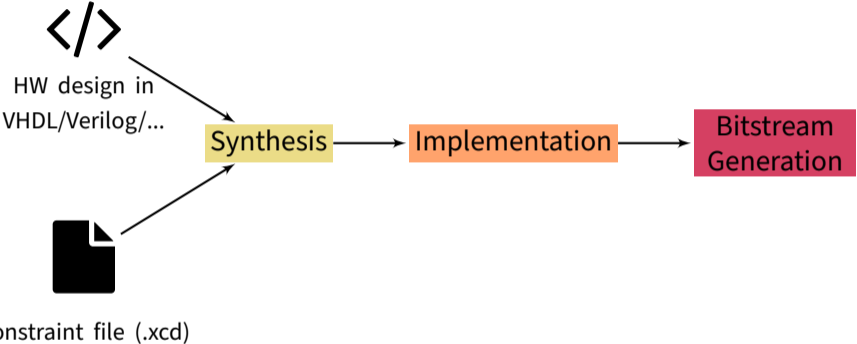 </>
HW design in
VHDL/Verilog/...
Synthesis
Implementation
Bitstream
Generation
onstraint file (.xcd)